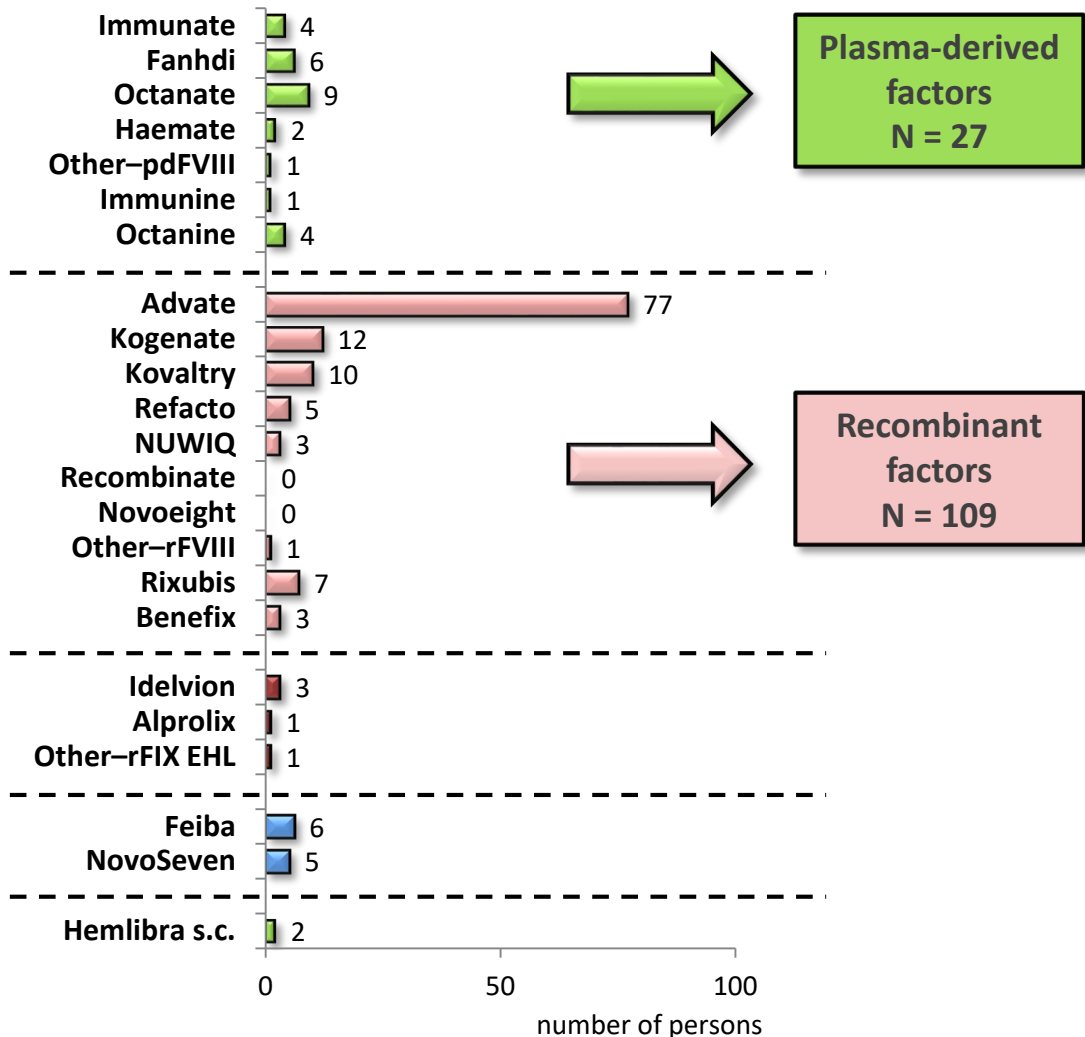 Immunate 4
Fanhdi 6
Octanate 9
Haemate 2
Other–pdFVIII 1
Immunine 1
Octanine 4
Plasma-derived
factors
N = 27
Advate 77
Kogenate 12
Kovaltry 10
Refacto 5
NUWIQ 3
Recombinate 0
Novoeight 0
Other–rFVIII 1
Rixubis 7
Benefix 3
Recombinant
factors
N = 109
Idelvion 3
Alprolix 1
Other–rFIX EHL 1
Feiba 6
NovoSeven 5
Hemlibra s.c. 2
0 50 100
number of persons